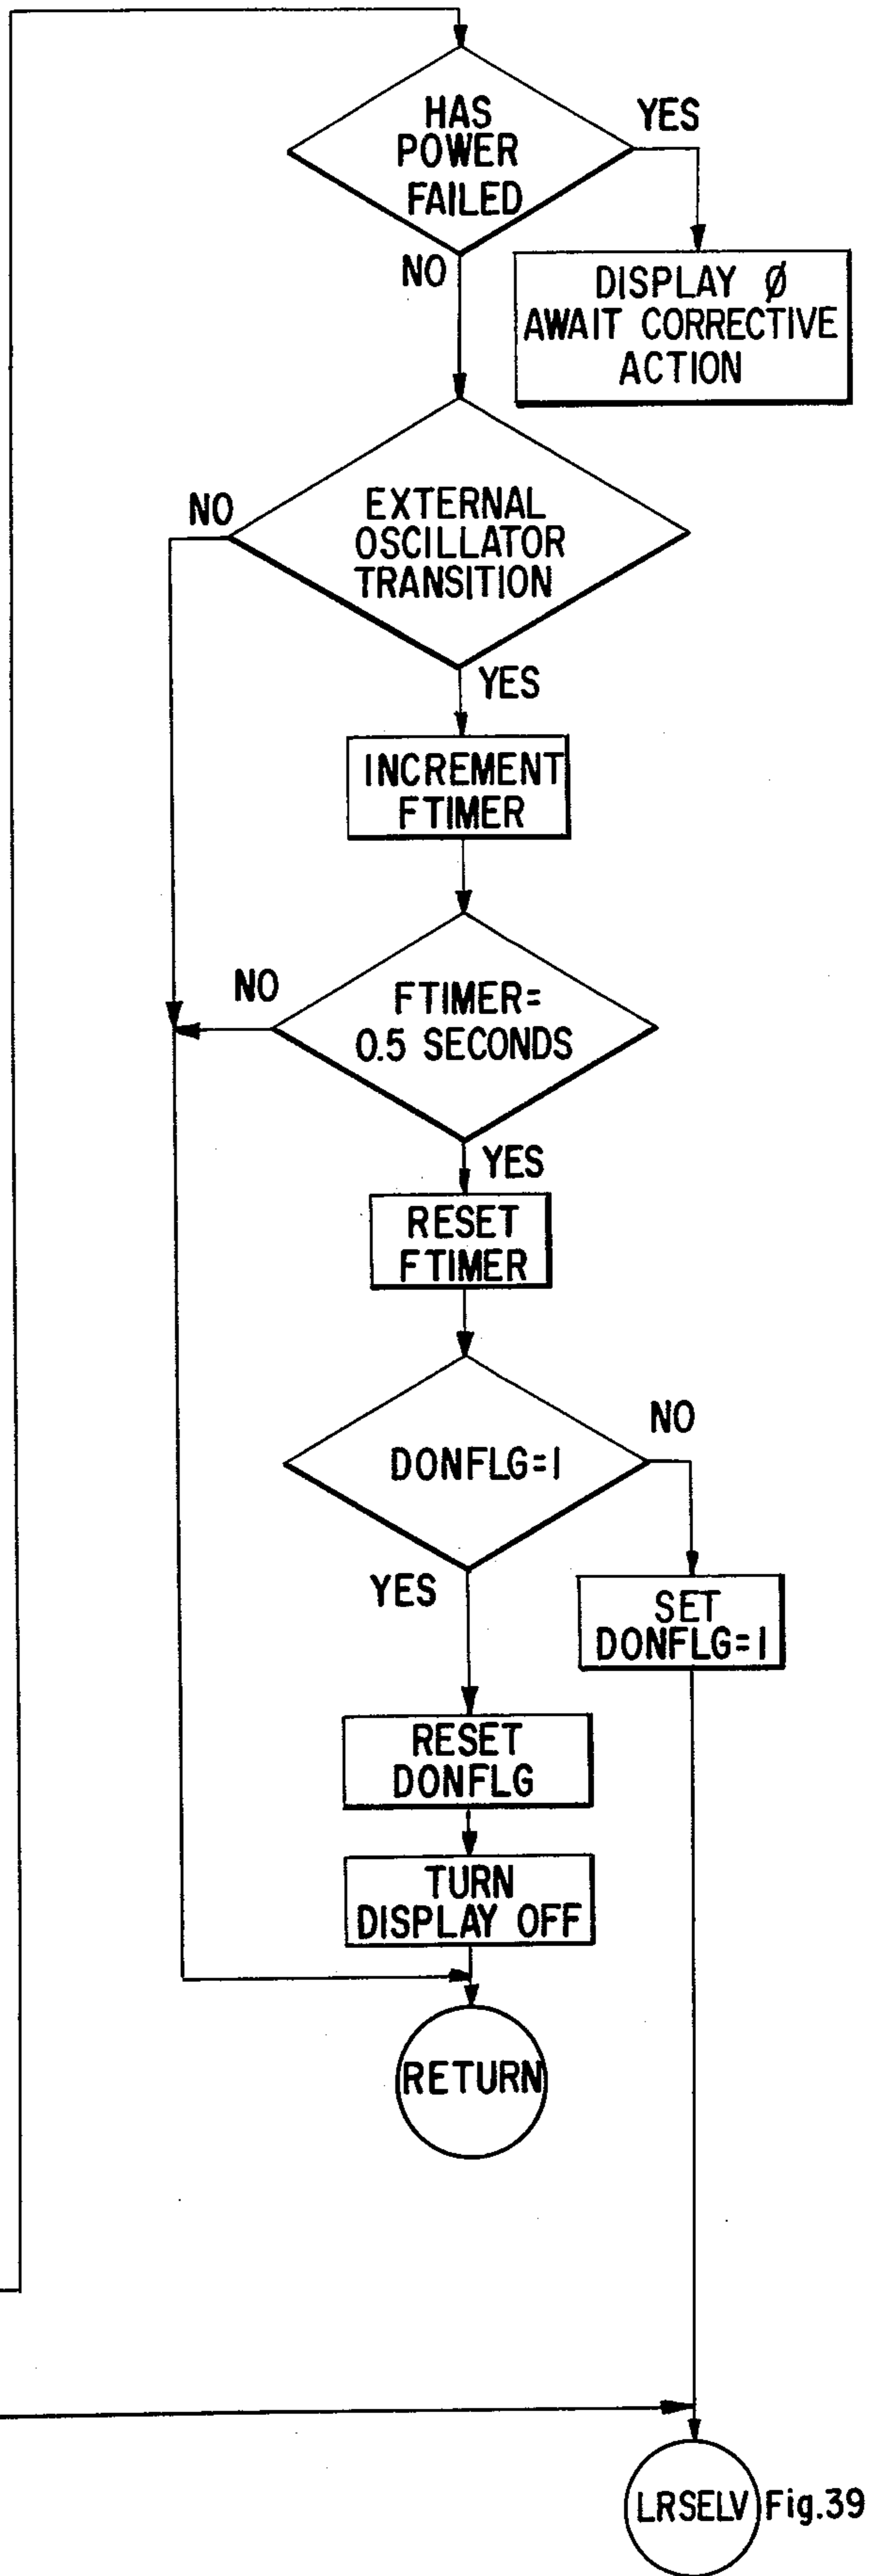 HAS
POWER
FAILED
YES
NO
DISPLAY Ø
AWAIT CORRECTIVE
ACTION
NO
EXTERNAL
OSCILLATOR
TRANSITION
YES
INCREMENT
FTIMER
NO
FTIMER=
0.5 SECONDS
YES
RESET
FTIMER
NO
DONFLG=1
YES
SET
DONFLG=1
RESET
DONFLG
TURN
DISPLAY OFF
RETURN
LRSELV Fig.39